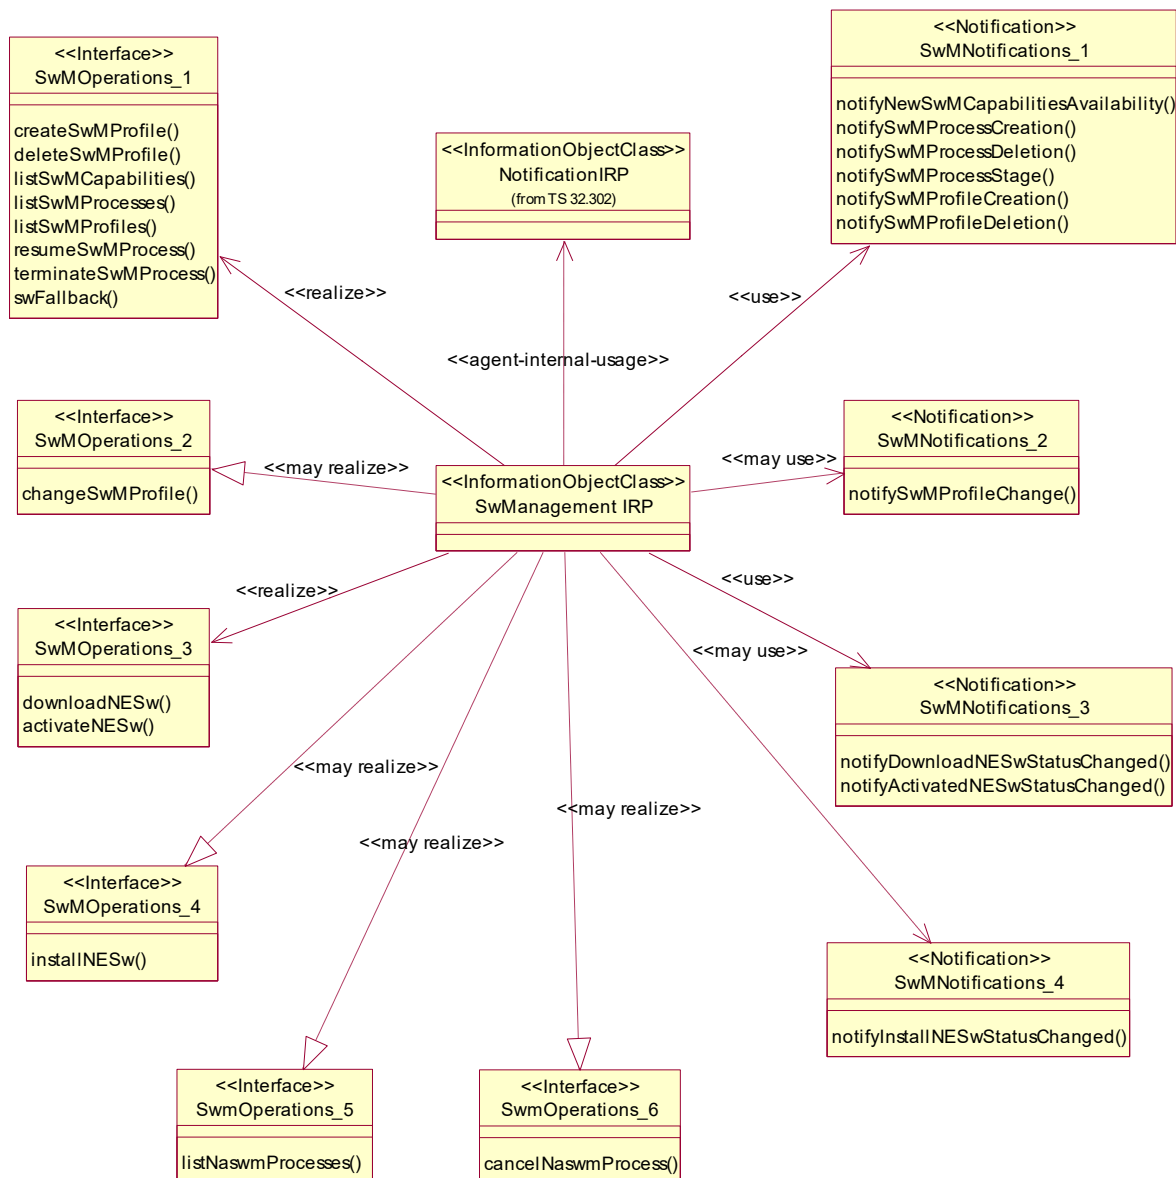 <<Interface>>
SwMOperations_1
createSwMProfile()
deleteSwMProfile()
listSwMCapabilities()
listSwMProcesses()
listSwMProfiles()
resumeSwMProcess()
terminateSwMProcess()
swFallback()
<<InformationObjectClass>>
NotificationIRP
(from TS 32.302)
<<Notification>>
SwMNotifications_1
notifyNewSwMCapabilitiesAvailability()
notifySwMProcessCreation()
notifySwMProcessDeletion()
notifySwMProcessStage()
notifySwMProfileCreation()
notifySwMProfileDeletion()
<<realize>>
<<use>>
<<agent-internal-usage>>
<<Interface>>
SwMOperations_2
changeSwMProfile()
<<may realize>>
<<InformationObjectClass>>
SwManagement IRP
<<may use>>
<<Notification>>
SwMNotifications_2
notifySwMProfileChange()
<<realize>>
<<use>>
<<Interface>>
SwMOperations_3
downloadNESw()
activateNESw()
<<may use>>
<<Notification>>
SwMNotifications_3
notifyDownloadNESwStatusChanged()
notifyActivatedNESwStatusChanged()
<<may realize>>
<<may realize>>
<<may realize>>
<<Interface>>
SwMOperations_4
installNESw()
<<Notification>>
SwMNotifications_4
notifyInstallNESwStatusChanged()
<<Interface>>
SwmOperations_5
listNaswmProcesses()
<<Interface>>
SwmOperations_6
cancelNaswmProcess()